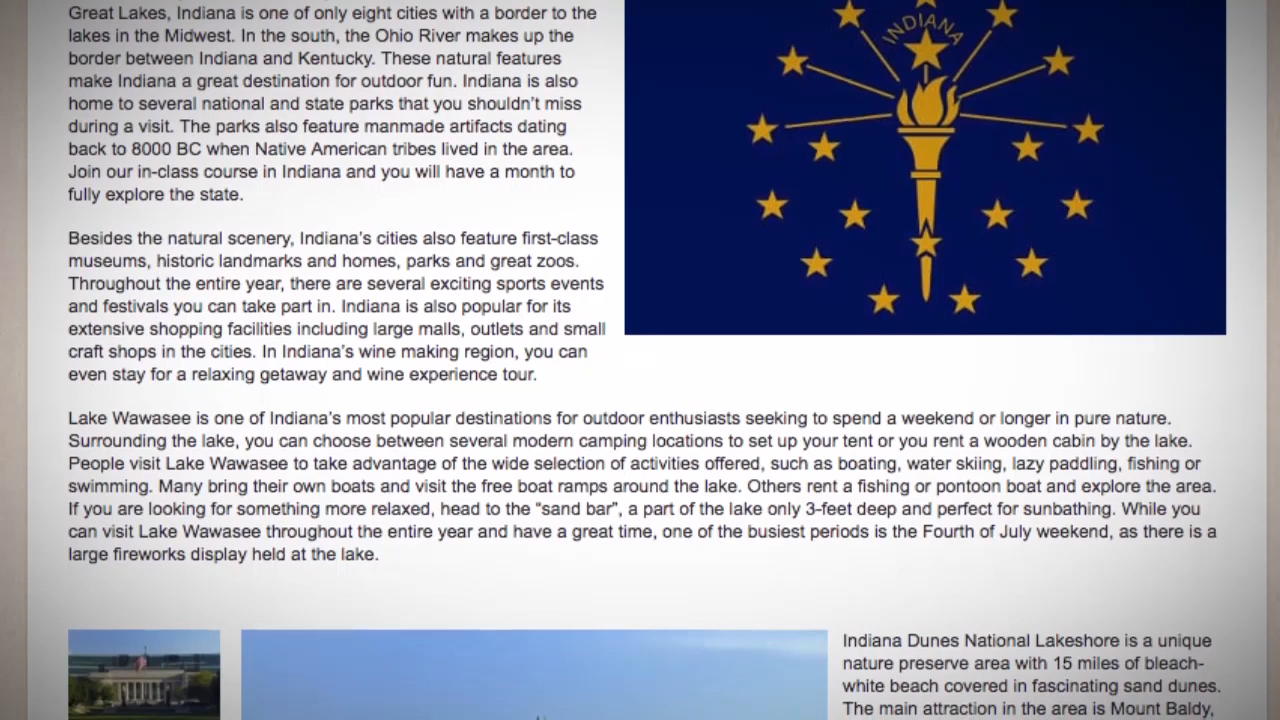 Great Lakes, Indiana is one of only eight cities with a border to the
lakes in the Midwest. In the south, the Ohio River makes up the
border between Indiana and Kentucky. These natural features
make Indiana a great destination for outdoor fun. Indiana is also
home to several national and state parks that you shouldn’t miss
during a visit. The parks also feature manmade artifacts dating
back to 8000 BC when Native American tribes lived in the area.
Join our in-class course in Indiana and you will have a month to
fully explore the state.
INDIANA
Besides the natural scenery, Indiana’s cities also feature first-class
museums, historic landmarks and homes, parks and great zoos.
Throughout the entire year, there are several exciting sports events
and festivals you can take part in. Indiana is also popular for its
extensive shopping facilities including large malls, outlets and small
craft shops in the cities. In Indiana’s wine making region, you can
even stay for a relaxing getaway and wine experience tour.
Lake Wawasee is one of Indiana’s most popular destinations for outdoor enthusiasts seeking to spend a weekend or longer in pure nature.
Surrounding the lake, you can choose between several modern camping locations to set up your tent or you rent a wooden cabin by the lake.
People visit Lake Wawasee to take advantage of the wide selection of activities offered, such as boating, water skiing, lazy paddling, fishing or
swimming. Many bring their own boats and visit the free boat ramps around the lake. Others rent a fishing or pontoon boat and explore the area.
If you are looking for something more relaxed, head to the “sand bar”, a part of the lake only 3-feet deep and perfect for sunbathing. While you
can visit Lake Wawasee throughout the entire year and have a great time, one of the busiest periods is the Fourth of July weekend, as there is a
large fireworks display held at the lake.
Indiana Dunes National Lakeshore is a unique
nature preserve area with 15 miles of bleach-
white beach covered in fascinating sand dunes.
The main attraction in the area is Mount Baldy,